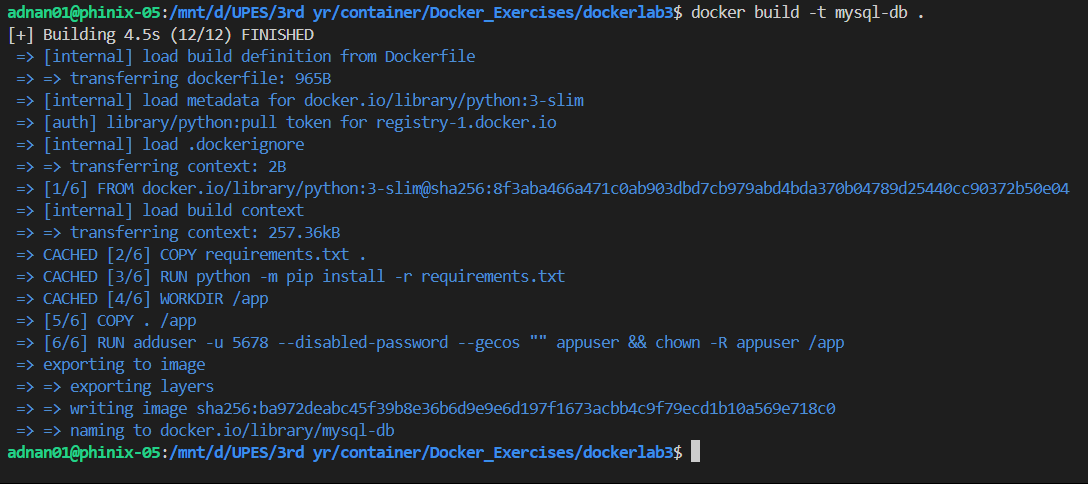 adnan01@phinix-05:/mnt/d/UPES/3rd yr/container/Docker_Exercises/dockerlab3$ docker build -t mysql-db .
[+] Building 4.5s (12/12) FINISHED
=> [internal] load build definition from Dockerfile
=> => transferring dockerfile: 965B
=> [internal] load metadata for docker.io/library/python:3-slim
=> [auth] library/python:pull token for registry-1.docker.io
=> [internal] load .dockerignore
=> => transferring context: 2B
=> [1/6] FROM docker.io/library/python:3-slim@sha256:8f3aba466a471c0ab903dbd7cb979abd4bda370b04789d25440cc90372b50e04
=> [internal] load build context
=> => transferring context: 257.36kB
=> CACHED [2/6] COPY requirements.txt .
=> CACHED [3/6] RUN python -m pip install -r requirements.txt
=> CACHED [4/6] WORKDIR /app
=> [5/6] COPY . /app
=> [6/6] RUN adduser -u 5678 --disabled-password --gecos "" appuser && chown -R appuser /app
=> exporting to image
=> => exporting layers
=> => writing image sha256:ba972deabc45f39b8e36b6d9e9e6d197f1673acbb4c9f79ecd1b10a569e718c0
=> => naming to docker.io/library/mysql-db
adnan01@phinix-05:/mnt/d/UPES/3rd yr/container/Docker_Exercises/dockerlab3$